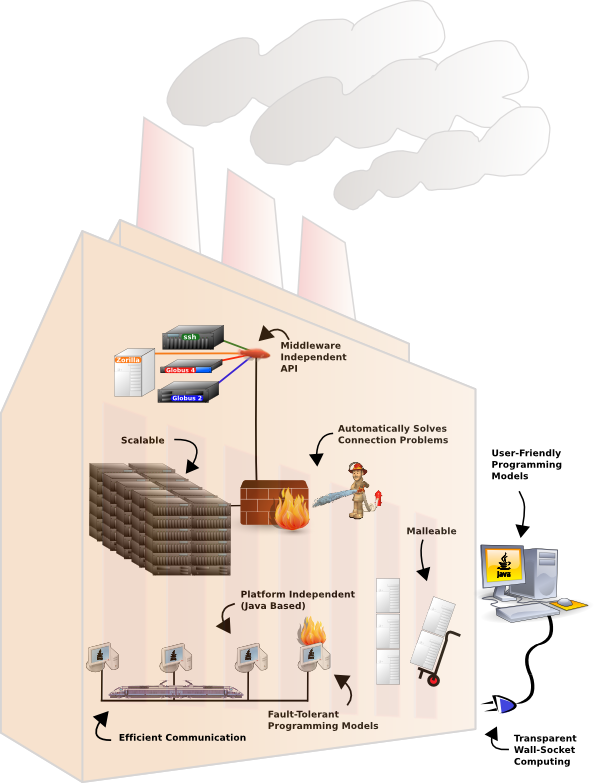 ssh
Zorilla
Globus 4
Globus 2
Middleware
Independent
API
Scalable
Automatically Solves
Connection Problems
User-Friendly
Programming
Models
Malleable
java
Platform Independent
(Java Based)
Fault-Tolerant
Programming Models
Efficient Communication
Transparent
Wall-Socket
Computing